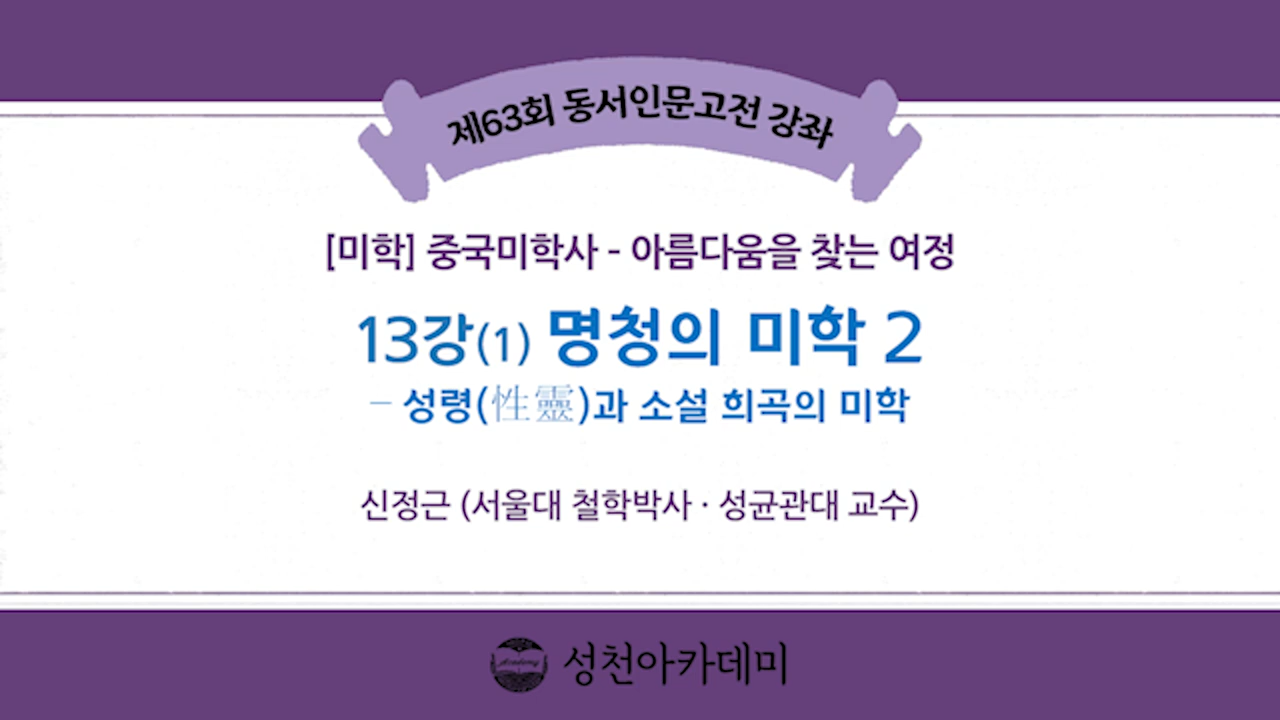 제63회 동서인문고전 강좌
[미학] 중국미학사 - 아름다움을 찾는 여정
13강(1) 명청의 미학 2
– 성령(性靈)과 소설 희곡의 미학
신정근 (서울대 철학박사 · 성균관대 교수)
Academy 성천아카데미